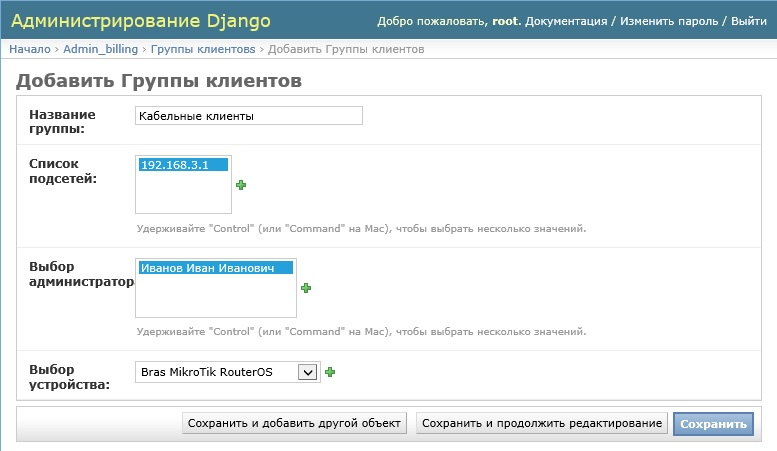 Администрирование Django
Добро пожаловать, root. Документация / Изменить пароль / Выйти
Начало › Admin_billing › Группы клиентовs › Добавить Группы клиентов
Добавить Группы клиентов
Название группы:
Кабельные клиенты
Список подсетей:
192.168.3.1
Удерживайте "Control" (или "Command" на Mac), чтобы выбрать несколько значений.
Выбор администратора
Иванов Иван Иванович
Удерживайте "Control" (или "Command" на Mac), чтобы выбрать несколько значений.
Выбор устройства:
Bras MikroTik RouterOS
Сохранить и добавить другой объект
Сохранить и продолжить редактирование
Сохранить